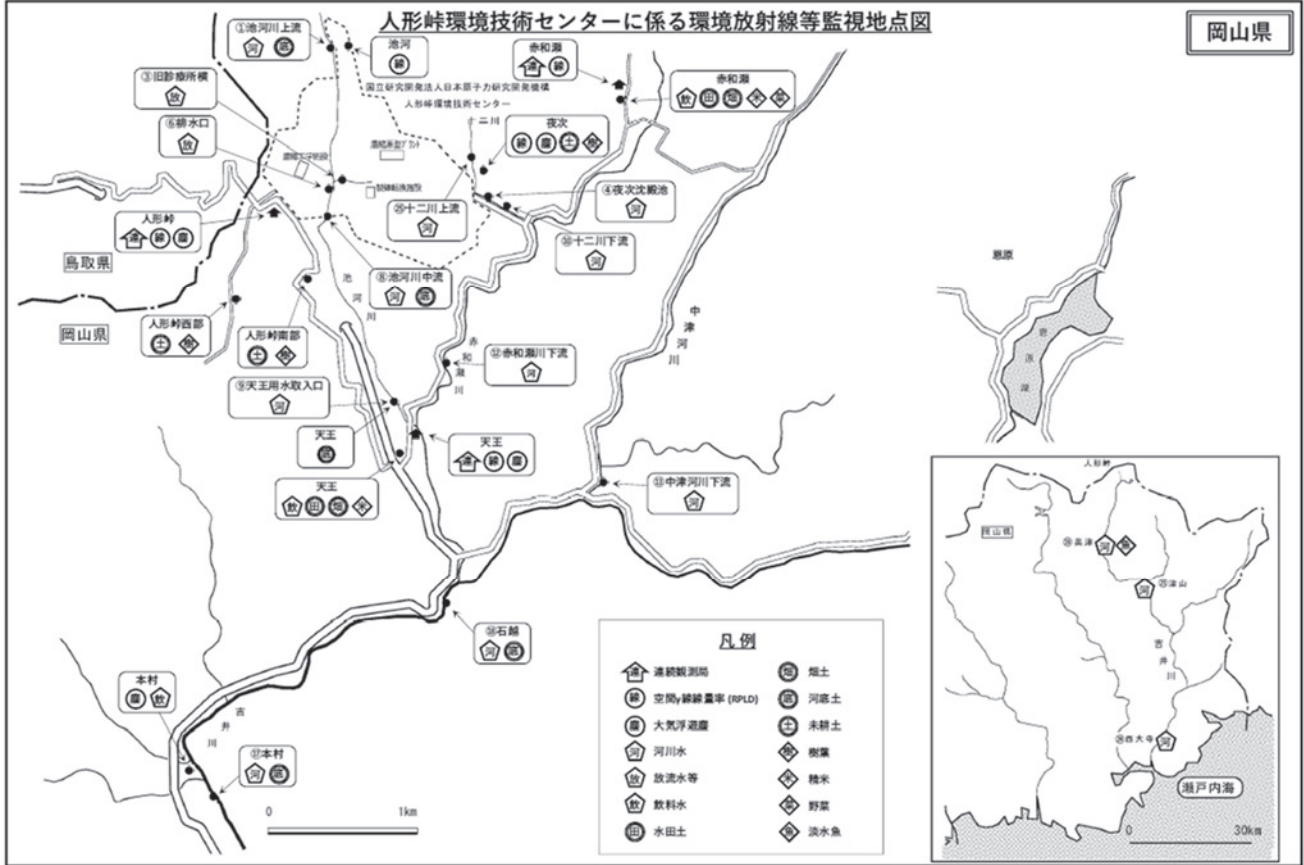 人形峠環境技術センターに係る環境放射線等監視地点図
岡山県
①池河川上流
河 底
池河
線
赤和瀬
遠 線
赤和瀬
飲 田 畑 米 菜
③旧診療所横
放
国立研究開発法人日本原子力研究開発機構
人形峠環境技術センター
⑥排水口
放
十二川
夜次
線 塵 土 樹
④夜次沈殿池
河
㉕十二川上流
河
⑩十二川下流
河
人形峠
遠 線 塵
鳥取県
岡山県
⑧池河川中流
河 底
池河川
人形峠西部
土 樹
人形峠南部
土 樹
中津河川
赤和瀬川
⑫赤和瀬川下流
河
⑨天王用水取入口
河
天王
底
天王
遠 線 塵
天王
飲 田 畑 米
⑬中津河川下流
河
恩原
恩原湖
石越
河 底
本村
塵 飲
吉井川
⑰本村
河 底
0 1km
凡例
遠 連続観測局
線 空間γ線線量率 (RPLD)
塵 大気浮遊塵
河 河川水
放 放流水等
飲 飲料水
田 水田土
畑 畑土
底 河底土
土 未耕土
樹 樹葉
米 精米
菜 野菜
魚 淡水魚
人形峠
岡山県
奥津
河 魚
津山
河
吉井川
西大寺
河
瀬戸内海
0 30km